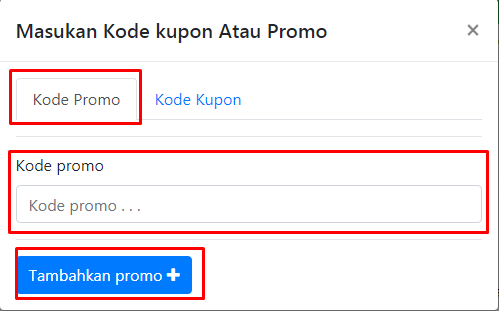 Masukan Kode kupon Atau Promo ×
Kode Promo Kode Kupon
Kode promo
Kode promo . . .
Tambahkan promo +